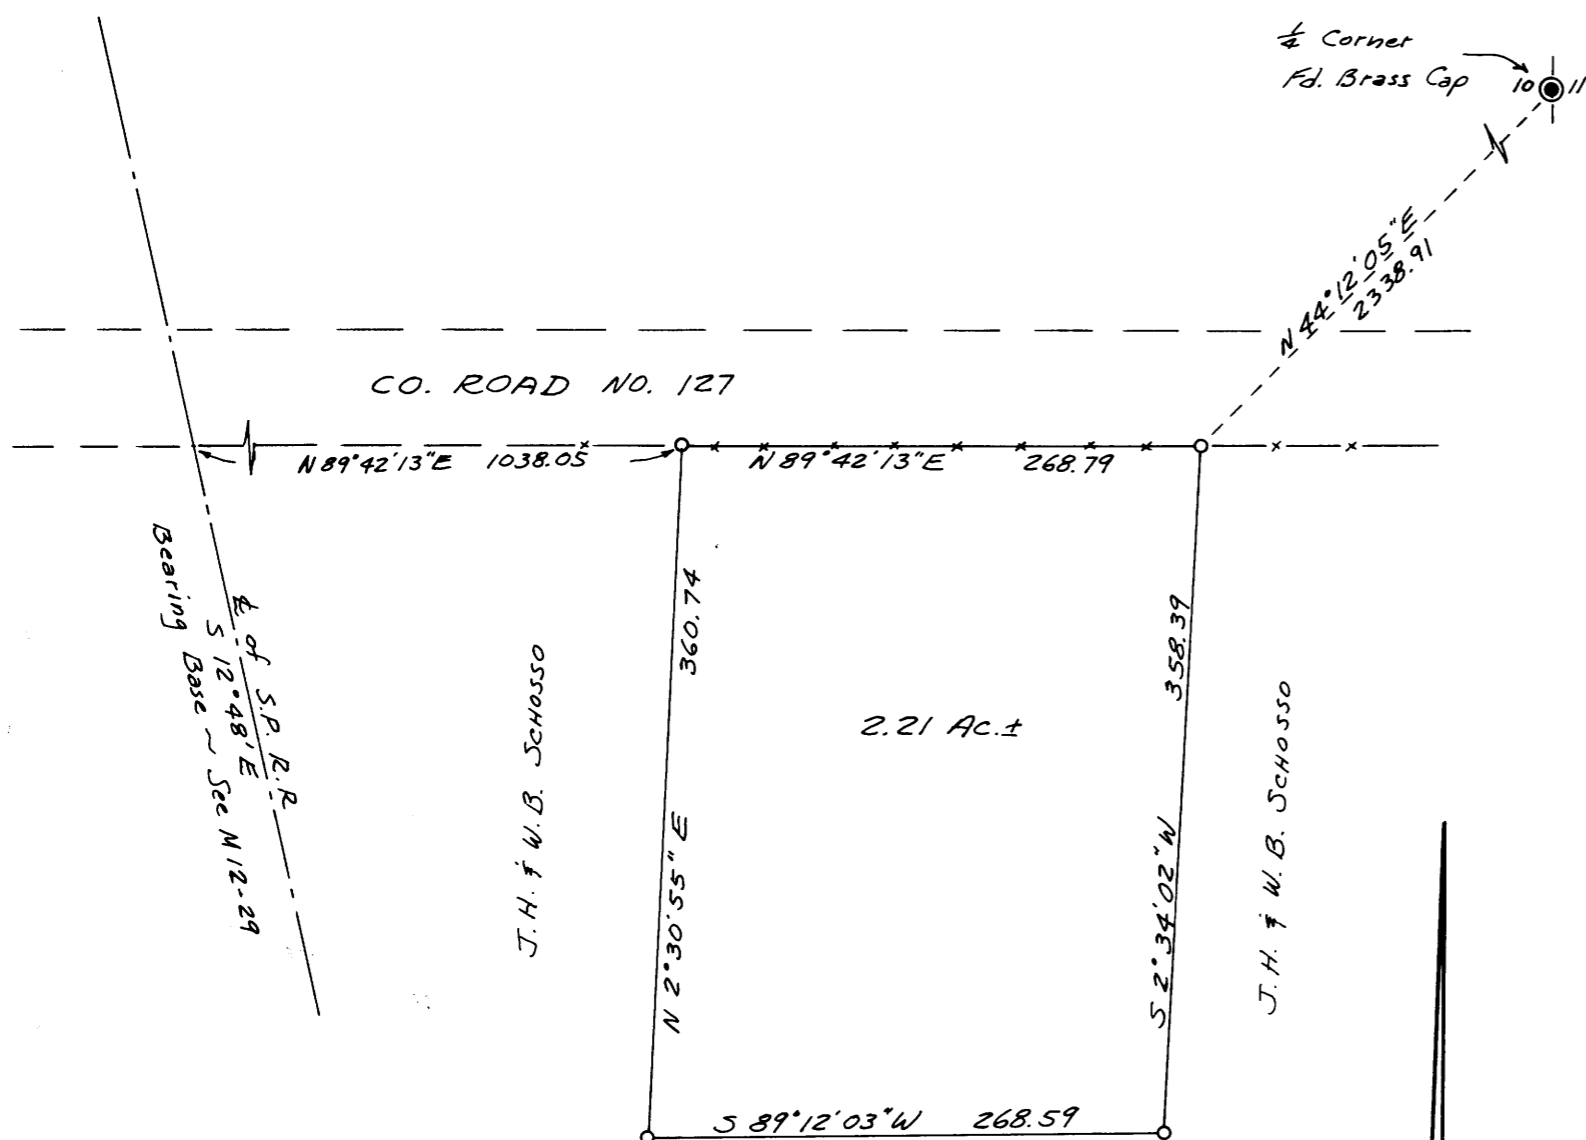 ¼ Corner
Fd. Brass Cap
10 11
N 44°12'05"E
2338.91
CO. ROAD NO. 127
N 89°42'13"E 1038.05
N 89°42'13"E 268.79
℄ of S.P. R.R
S 12°48' E
Bearing Base ~ See M12-29
J.H. & W.B. SCHOSSO
N 2°30'55" E 360.74
2.21 AC.±
S 2°34'02"W 358.39
J.H. & W.B. SCHOSSO
S 89°12'03"W 268.59